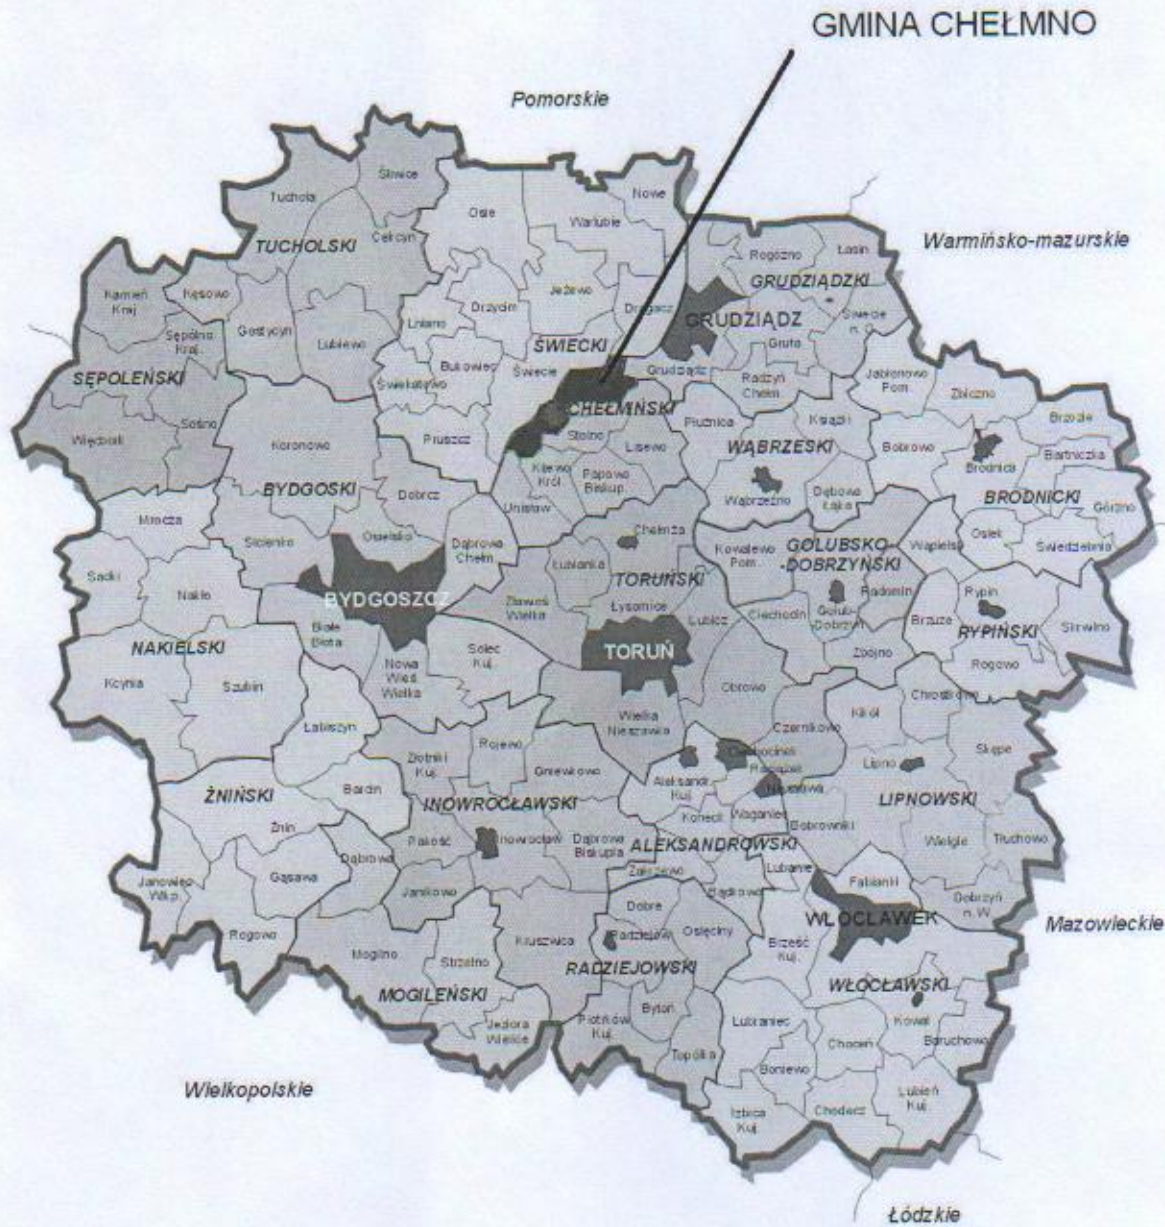 GMINA CHEŁMNO
Pomorskie
Śliwice
Nowe
Tuchola
Osie
Warlubie
Cekcyn
TUCHOLSKI
Warmińsko-mazurskie
Rogóźno
Łasin
GRUDZIĄDZKI
Kamień
Kraj.
Kęsowo
Jeżewo
Drzycim
Dragacz
Gostycyn
Lniano
GRUDZIĄDZ
Świecie
n. O.
Sępólno
Kraj.
Lubiewo
ŚWIECKI
Gruta
Bukowiec
Świecie
Grudziądz
Radzyń
Chełm.
Jabłonowo
Pom.
SĘPOLEŃSKI
Świekatowo
Zbiczno
CHEŁMIŃSKI
Brzozie
Więcbork
Sośno
Koronowo
Pruszcz
Stolno
Lisewo
Płużnica
Książki
WĄBRZESKI
Bobrowo
Bartniczka
Kijewo
Król.
Papowo
Biskup.
Brodnica
BYDGOSKI
Dobrcz
Wąbrzeźno
Dębowa
Łąka
BRODNICKI
Górzno
Unisław
Mrocza
Chełmża
Sicienko
Osielsko
Dąbrowa
Chełm.
Kowalewo
Pom.
GOLUBSKO-
-DOBRZYŃSKI
Wąpielsk
Osiek
Świedziebnia
Łubianka
TORUŃSKI
Sadki
Nakło
Radomin
Rypin
BYDGOSZCZ
Zławieś
Wielka
Łysomice
Lubicz
Ciechocin
Golub-
-Dobrzyń
Brzuze
RYPIŃSKI
Skrwilno
Białe
Błota
NAKIELSKI
Solec
Kuj.
TORUŃ
Zbójno
Rogowo
Nowa
Wieś
Wielka
Kcynia
Szubin
Obrowo
Chrostkowo
Łabiszyn
Wielka
Nieszawka
Czernikowo
Kikół
Rojewo
Złotniki
Kuj.
Gniewkowo
Ciechocinek
Raciążek
Skępe
Lipno
Aleksandr.
Kuj.
Nieszawa
ŻNIŃSKI
Barcin
INOWROCŁAWSKI
LIPNOWSKI
Koneck
Waganiec
Żnin
Bobrowniki
Pakość
Inowrocław
Dąbrowa
Biskupia
ALEKSANDROWSKI
Wielgie
Tłuchowo
Dąbrowa
Zakrzewo
Lubanie
Janowiec
Wlkp.
Gąsawa
Janikowo
Bądkowo
Fabianki
Dobrzyń
n. W.
Dobre
WŁOCŁAWEK
Mazowieckie
Rogowo
Kruszwica
Radziejów
Osięciny
Brześć
Kuj.
Mogilno
Strzelno
RADZIEJOWSKI
WŁOCŁAWSKI
MOGILEŃSKI
Bytoń
Jeziora
Wielkie
Piotrków
Kuj.
Lubraniec
Kowal
Choceń
Baruchowo
Topólka
Boniewo
Wielkopolskie
Lubień
Kuj.
Izbica
Kuj.
Chodecz
Łódzkie